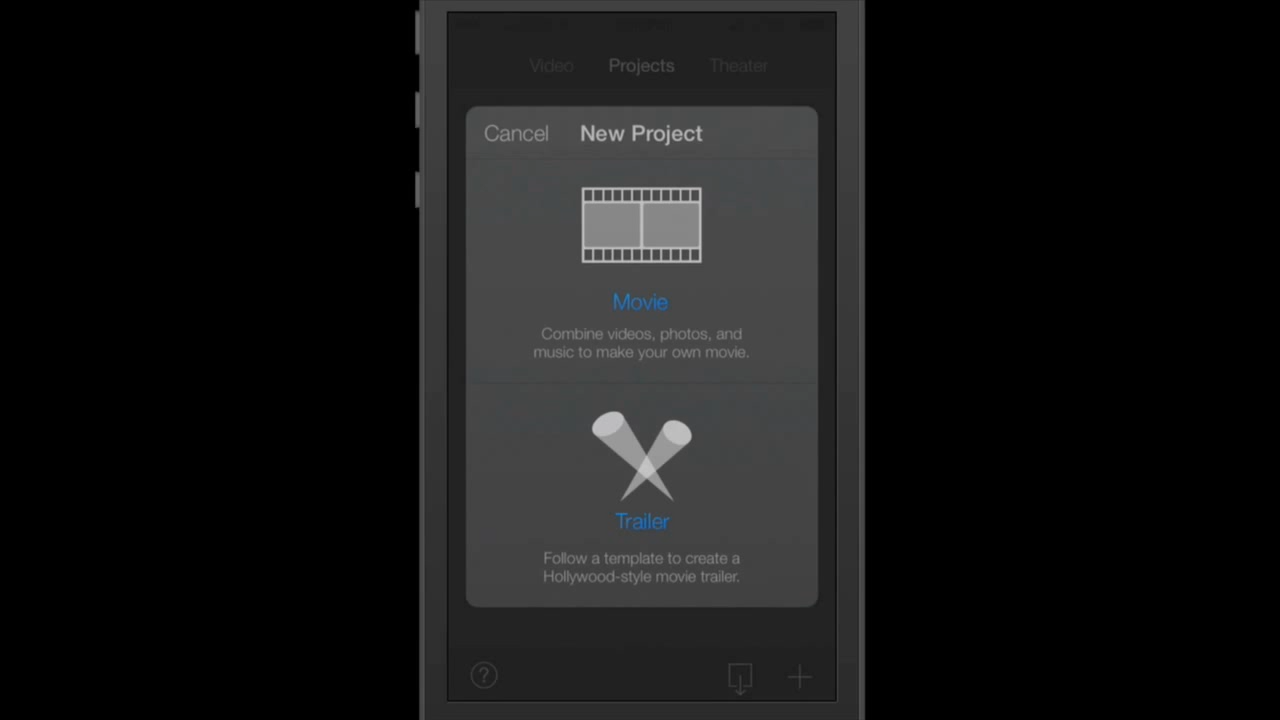 Video Projects Theater
Cancel New Project
Movie
Combine videos, photos, and
music to make your own movie.
Trailer
Follow a template to create a
Hollywood-style movie trailer.
?